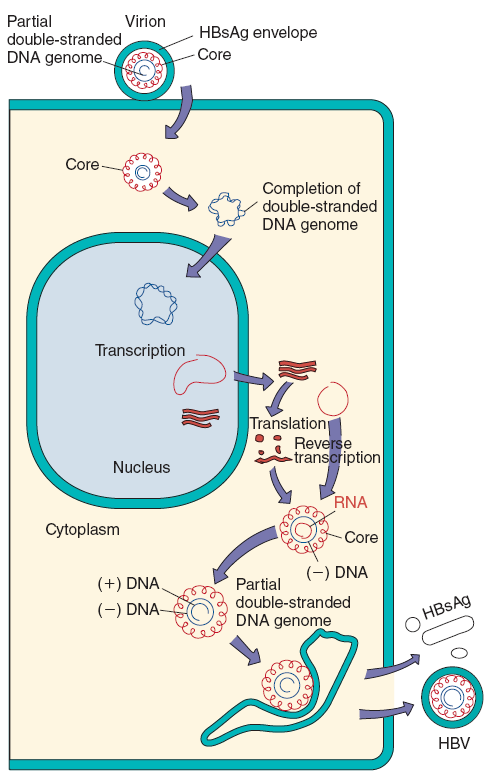 Partial
double-stranded
DNA genome
Virion
HBsAg envelope
Core
Core
Completion of
double-stranded
DNA genome
Transcription
Translation
Reverse
transcription
Nucleus
RNA
Core
Cytoplasm
(−) DNA
(+) DNA
(−) DNA
Partial
double-stranded
DNA genome
HBsAg
HBV